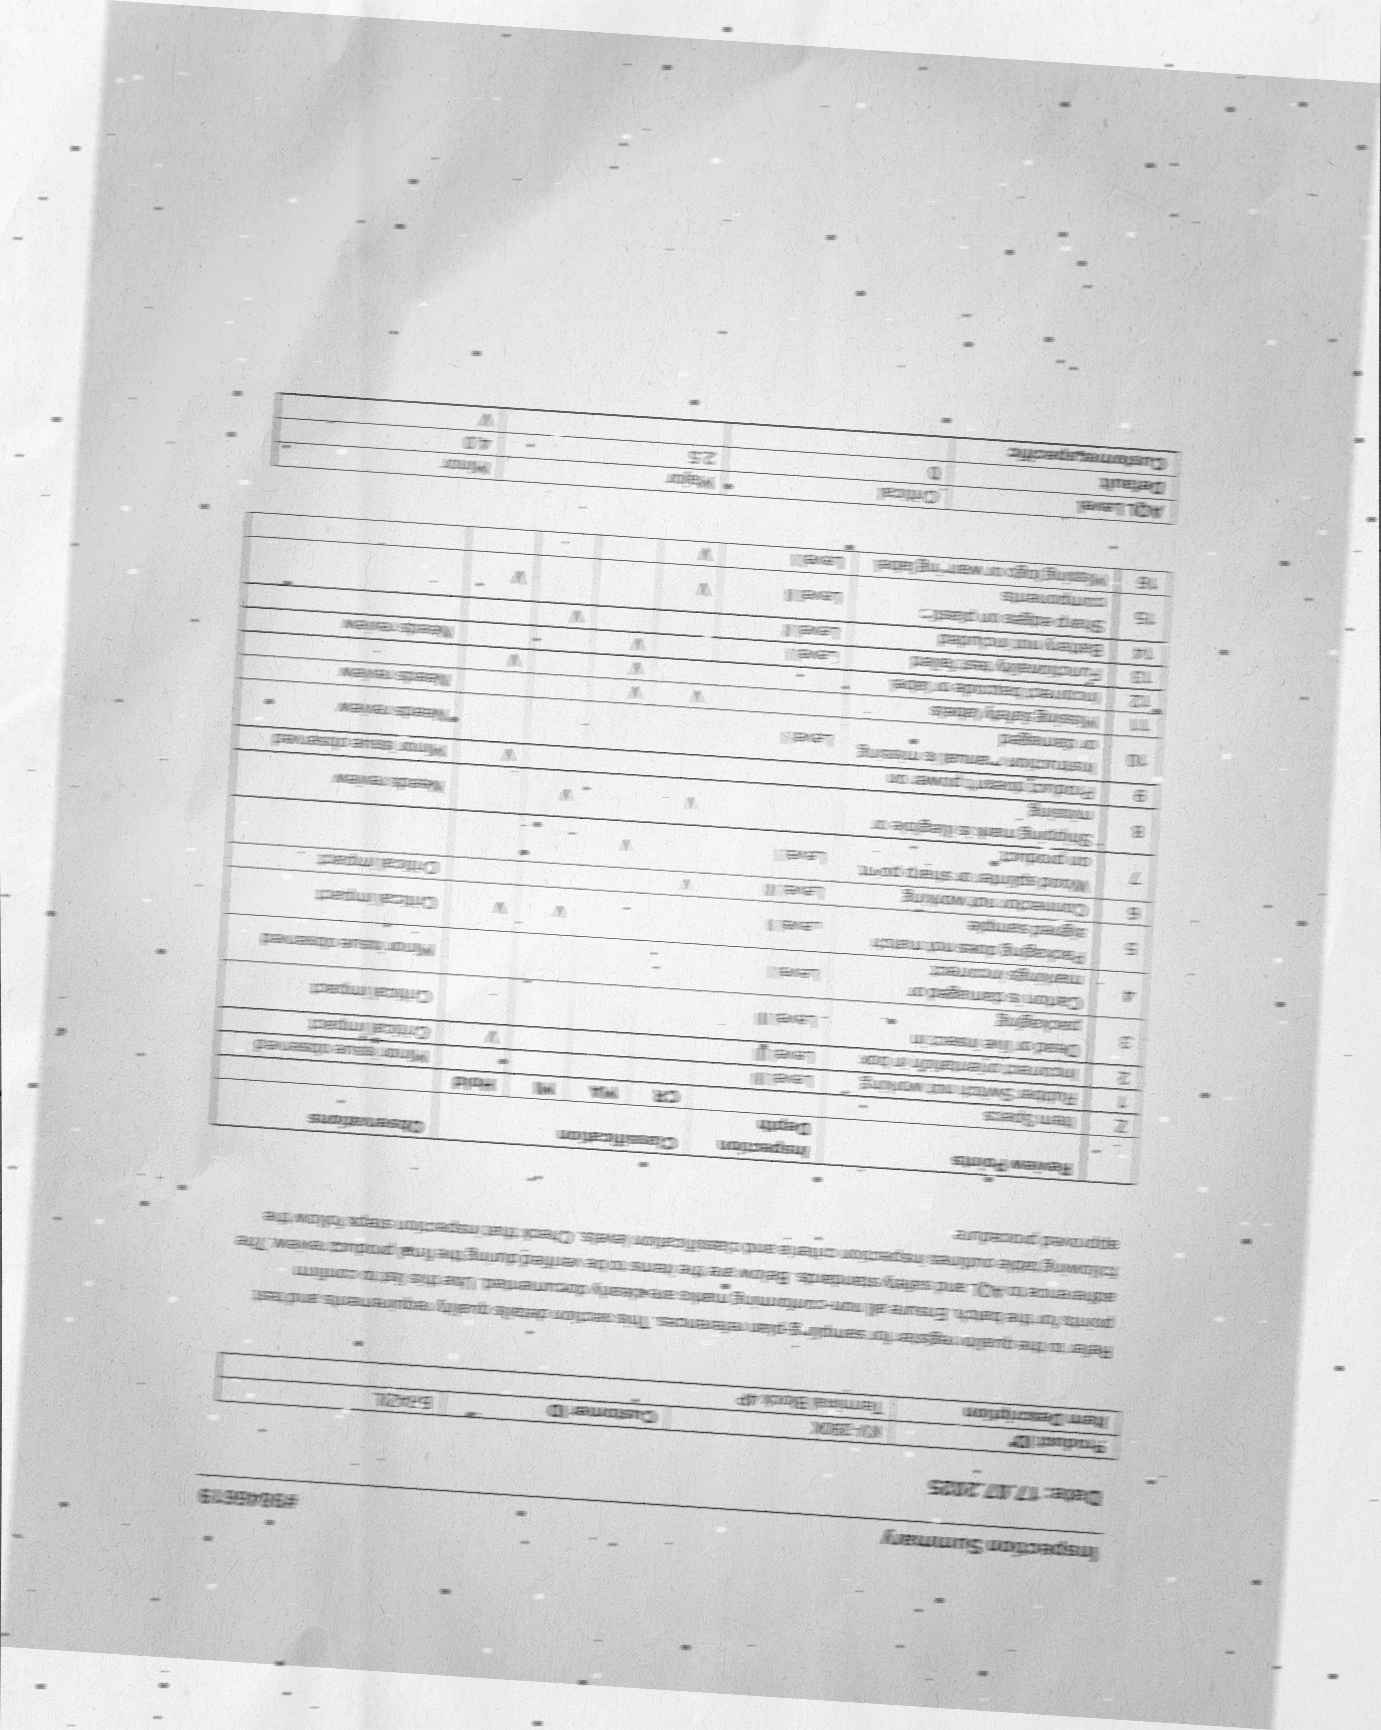 Inspection Summary
Date: 17.07.2025
Product ID Customer ID
Item Description Terminal Block 4P
Refer to the quality register for sampling plan references. This section details quality requirements and test
points for the batch. Ensure all non-conforming marks are clearly documented. Use this list to confirm
adherence to AQL and safety standards. Below are the items to be verified during the final product review. The
following table outlines inspection criteria and classification levels. Check that inspection steps follow the
approved procedure.
Review Points Inspection Depth Classification Observations
Item Specs CR MA MI Hold
1 Rubber Switch not working Level II Minor issue observed
2 Incorrect orientation in box Level II V Critical impact
3 Dead or live insect in packaging Level III Critical impact
4 Carton is damaged or markings incorrect Level I Minor issue observed
5 Packaging does not match signed sample Level I V V Critical impact
6 Connector not working Level II V Critical impact
7 Wood splinter or sharp point on product Level I V
8 Shipping mark is illegible or missing V V Needs review
9 Product doesn't power on V Minor issue observed
10 Instruction manual is missing or damaged Level I Needs review
11 Missing safety labels V V Needs review
12 Incorrect barcode or label V V
13 Functionality test failed Level I V Needs review
14 Battery not included Level II V
15 Sharp edges on plastic components Level II V V
16 Missing logo or warning label Level I V
AQL Level Critical Major Minor
Default 0 2.5 4.0
Customer-specific V